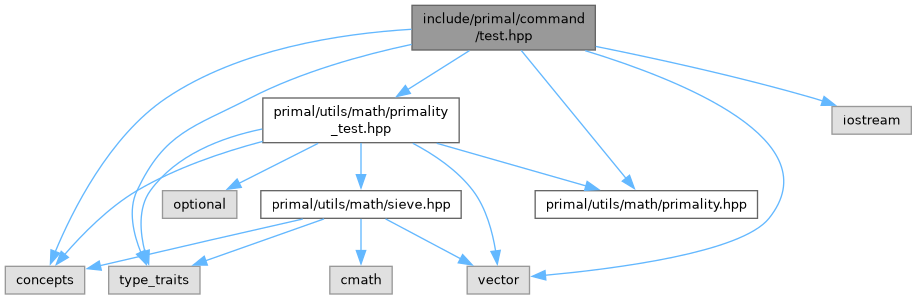 include/primal/command
/test.hpp
primal/utils/math/primality
_test.hpp
iostream
optional
primal/utils/math/sieve.hpp
primal/utils/math/primality.hpp
concepts
type_traits
cmath
vector